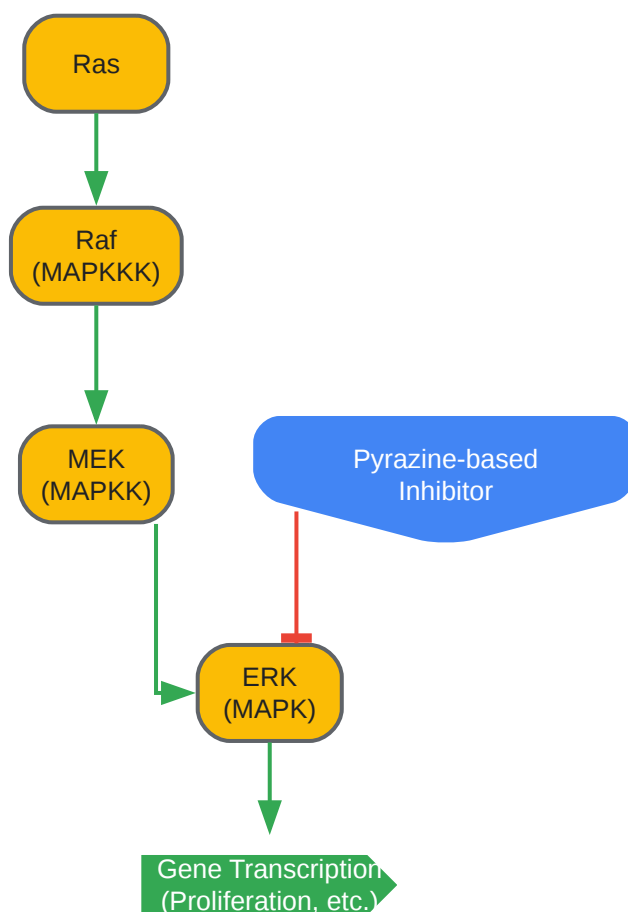 Ras
Raf
(MAPKKK)
MEK
(MAPKK)
Pyrazine-based
Inhibitor
ERK
(MAPK)
Gene Transcription
(Proliferation, etc.)